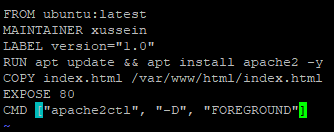 FROM ubuntu:latest
MAINTAINER xussein
LABEL version="1.0"
RUN apt update && apt install apache2 -y
COPY index.html /var/www/html/index.html
EXPOSE 80
CMD ["apache2ctl", "-D", "FOREGROUND"]
~